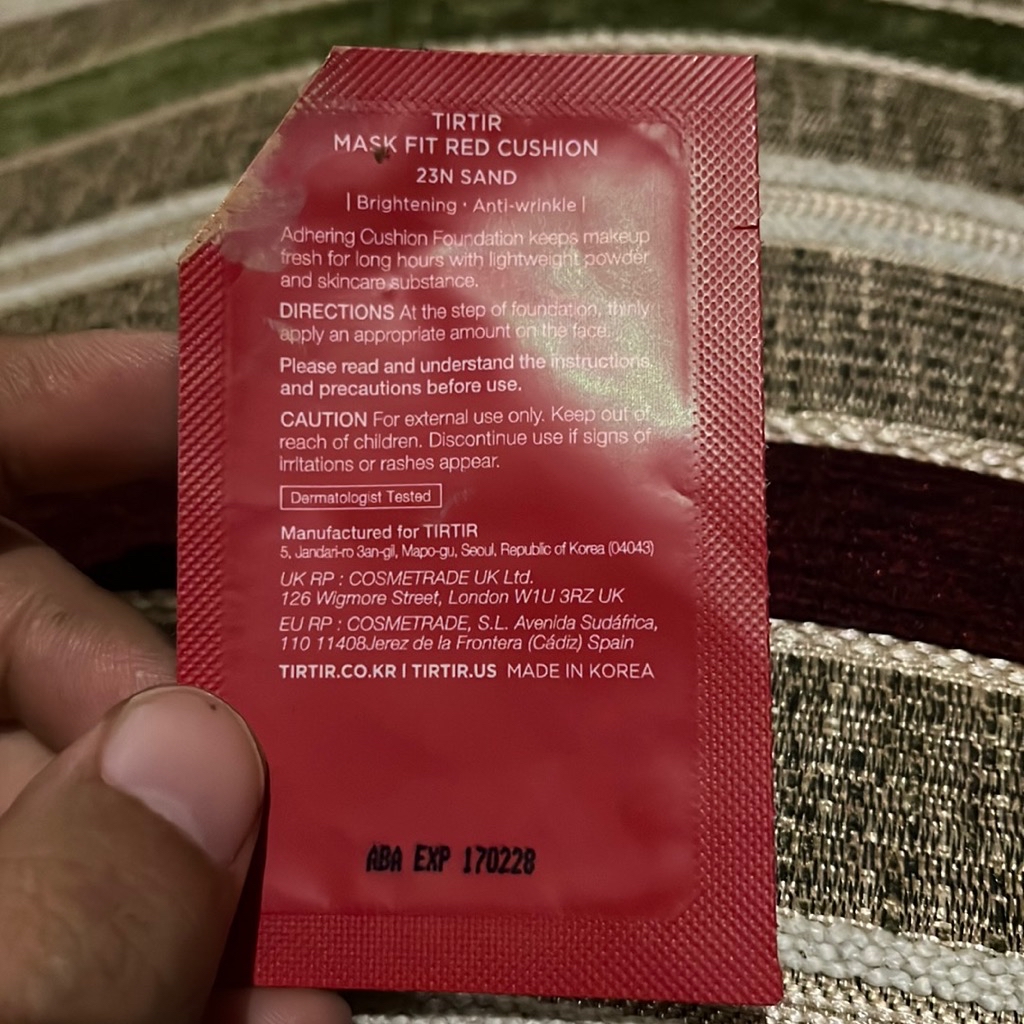 TIRTIR
MASK FIT RED CUSHION
23N SAND
| Brightening · Anti-wrinkle |
Adhering Cushion Foundation keeps makeup
fresh for long hours with lightweight powder
and skincare substance.
DIRECTIONS At the step of foundation, thinly
apply an appropriate amount on the face.
Please read and understand the instructions
and precautions before use.
CAUTION For external use only. Keep out of
reach of children. Discontinue use if signs of
irritations or rashes appear.
Dermatologist Tested
Manufactured for TIRTIR
5, Jandari-ro 3an-gil, Mapo-gu, Seoul, Republic of Korea (04043)
UK RP : COSMETRADE UK Ltd.
126 Wigmore Street, London W1U 3RZ UK
EU RP : COSMETRADE, S.L. Avenida Sudáfrica,
110 11408Jerez de la Frontera (Cádiz) Spain
TIRTIR.CO.KR | TIRTIR.US MADE IN KOREA
ABA EXP 170228